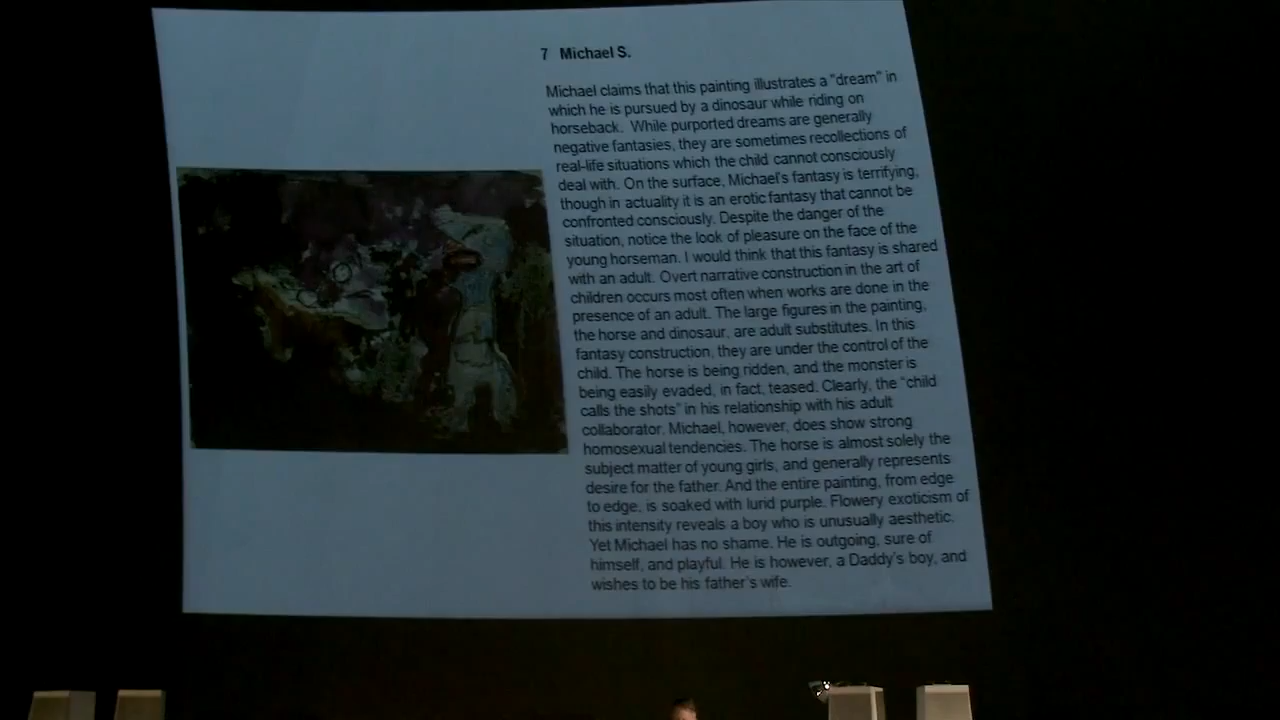 7 Michael S.
Michael claims that this painting illustrates a "dream" in
which he is pursued by a dinosaur while riding on
horseback. While purported dreams are generally
negative fantasies, they are sometimes recollections of
real-life situations which the child cannot consciously
deal with. On the surface, Michael's fantasy is terrifying,
though in actuality it is an erotic fantasy that cannot be
confronted consciously. Despite the danger of the
situation, notice the look of pleasure on the face of the
young horseman. I would think that this fantasy is shared
with an adult. Overt narrative construction in the art of
children occurs most often when works are done in the
presence of an adult. The large figures in the painting,
the horse and dinosaur, are adult substitutes. In this
fantasy construction, they are under the control of the
child. The horse is being ridden, and the monster is
being easily evaded, in fact, teased. Clearly, the "child
calls the shots" in his relationship with his adult
collaborator. Michael, however, does show strong
homosexual tendencies. The horse is almost solely the
subject matter of young girls, and generally represents
desire for the father. And the entire painting, from edge
to edge, is soaked with lurid purple. Flowery exoticism of
this intensity reveals a boy who is unusually aesthetic.
Yet Michael has no shame. He is outgoing, sure of
himself, and playful. He is however, a Daddy's boy, and
wishes to be his father's wife.